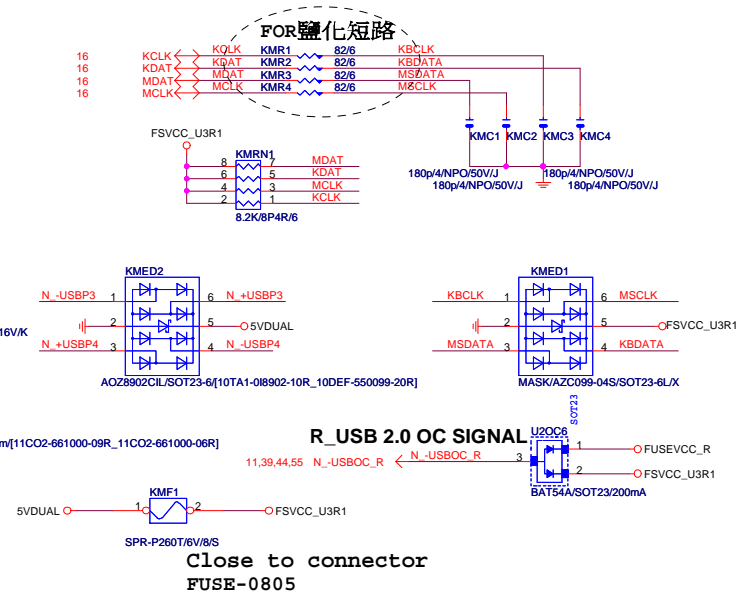 FOR鹽化短路
16 KCLK KCLK KMR1 82/6 KBCLK
16 KDAT KDAT KMR2 82/6 KBDATA
16 MDAT MDAT KMR3 82/6 MSDATA
16 MCLK MCLK KMR4 82/6 MSCLK
KMC1 KMC2 KMC3 KMC4
180p/4/NPO/50V/J 180p/4/NPO/50V/J
180p/4/NPO/50V/J 180p/4/NPO/50V/J
FSVCC_U3R1
KMRN1
8 7 MDAT
6 5 KDAT
4 3 MCLK
2 1 KCLK
8.2K/8P4R/6
KMED2
N_-USBP3 1 6 N_+USBP3
2 5 5VDUAL
N_+USBP4 3 4 N_-USBP4
16V/K
AOZ8902CIL/SOT23-6/[10TA1-0I8902-10R_10DEF-550099-20R]
KMED1
KBCLK 1 6 MSCLK
2 5 FSVCC_U3R1
MSDATA 3 4 KBDATA
MASK/AZC099-04S/SOT23-6L/X
m/[11CO2-661000-09R_11CO2-661000-06R]
R_USB 2.0 OC SIGNAL
11,39,44,55 N_-USBOC_R N_-USBOC_R 3
SOT23
U2OC6
1 FUSEVCC_R
2 FSVCC_U3R1
BAT54A/SOT23/200mA
KMF1
5VDUAL 1 2 FSVCC_U3R1
SPR-P260T/6V/8/S
Close to connector
FUSE-0805